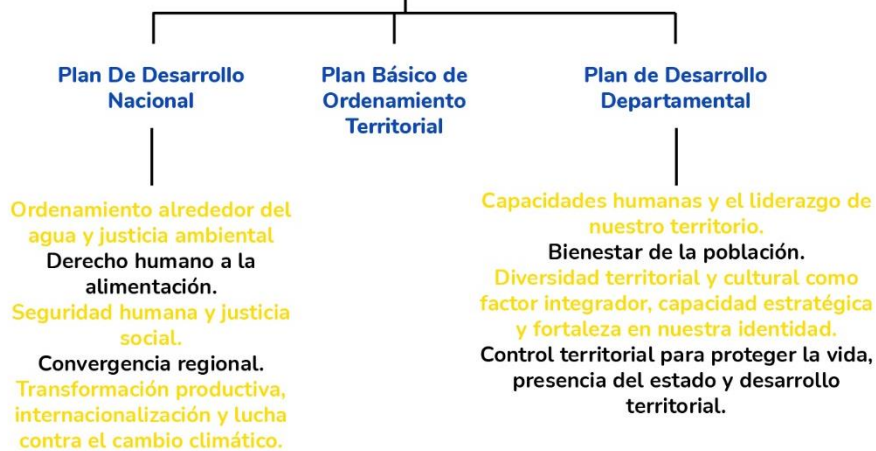 Plan De Desarrollo
Nacional
Plan Básico de
Ordenamiento
Territorial
Plan de Desarrollo
Departamental
Ordenamiento alrededor del
agua y justicia ambiental
Derecho humano a la
alimentación.
Seguridad humana y justicia
social.
Convergencia regional.
Transformación productiva,
internacionalización y lucha
contra el cambio climático.
Capacidades humanas y el liderazgo de
nuestro territorio.
Bienestar de la población.
Diversidad territorial y cultural como
factor integrador, capacidad estratégica
y fortaleza en nuestra identidad.
Control territorial para proteger la vida,
presencia del estado y desarrollo
territorial.